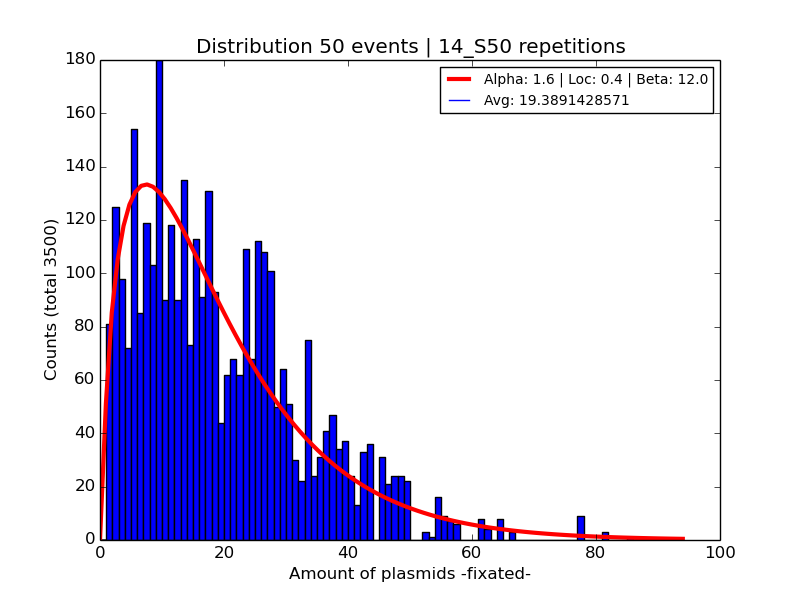 Distribution 50 events | 14_S50 repetitions
Alpha: 1.6 | Loc: 0.4 | Beta: 12.0
Avg: 19.3891428571
180
160
140
120
100
80
60
40
20
0
Counts (total 3500)
0 20 40 60 80 100
Amount of plasmids -fixated-